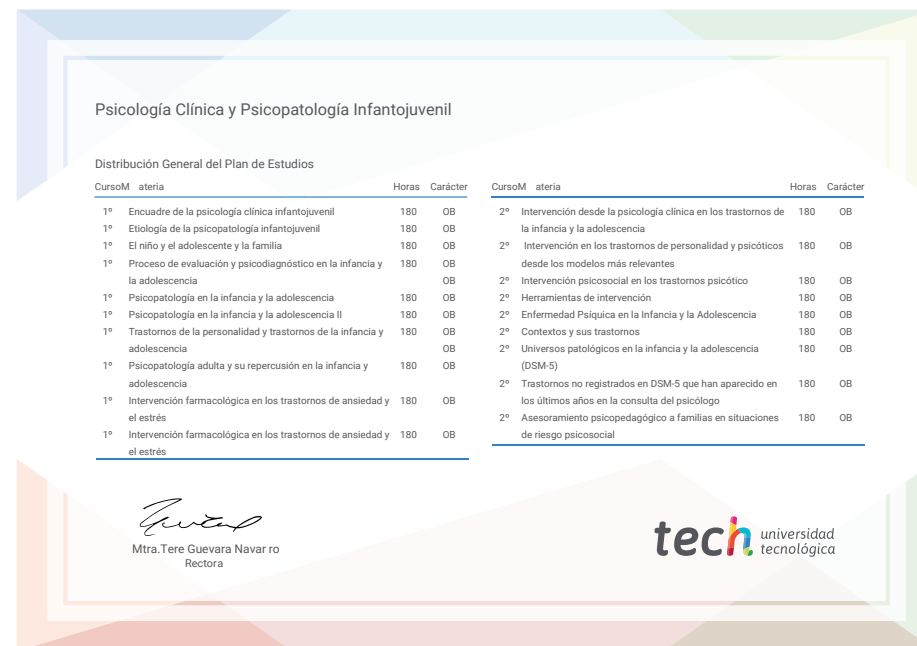 Psicología Clínica y Psicopatología Infantojuvenil
Distribución General del Plan de Estudios
CursoM ateria Horas Carácter
1º Encuadre de la psicología clínica infantojuvenil 180 OB
1º Etiología de la psicopatología infantojuvenil 180 OB
1º El niño y el adolescente y la familia 180 OB
1º Proceso de evaluación y psicodiagnóstico en la infancia y 180 OB
la adolescencia OB
1º Psicopatología en la infancia y la adolescencia 180 OB
1º Psicopatología en la infancia y la adolescencia II 180 OB
1º Trastornos de la personalidad y trastornos de la infancia y 180 OB
adolescencia OB
1º Psicopatología adulta y su repercusión en la infancia y 180 OB
adolescencia
1º Intervención farmacológica en los trastornos de ansiedad y 180 OB
el estrés
1º Intervención farmacológica en los trastornos de ansiedad y 180 OB
el estrés
CursoM ateria Horas Carácter
2º Intervención desde la psicología clínica en los trastornos de 180 OB
la infancia y la adolescencia
2º Intervención en los trastornos de personalidad y psicóticos 180 OB
desde los modelos más relevantes
2º Intervención psicosocial en los trastornos psicótico 180 OB
2º Herramientas de intervención 180 OB
2º Enfermedad Psíquica en la Infancia y la Adolescencia 180 OB
2º Contextos y sus trastornos 180 OB
2º Universos patológicos en la infancia y la adolescencia 180 OB
(DSM-5)
2º Trastornos no registrados en DSM-5 que han aparecido en 180 OB
los últimos años en la consulta del psicólogo
2º Asesoramiento psicopedagógico a familias en situaciones 180 OB
de riesgo psicosocial
Mtra.Tere Guevara Navar ro
Rectora
tech universidad
tecnológica